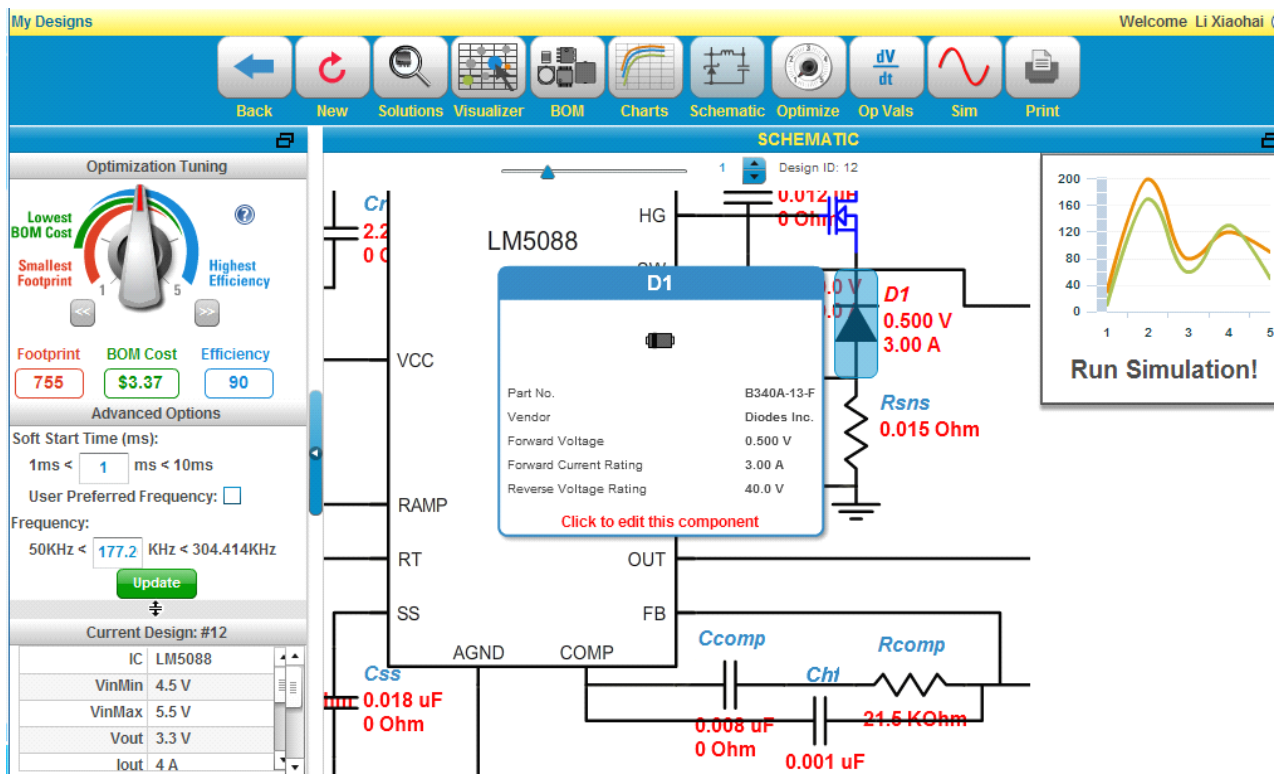 My Designs
Welcome Li Xiaohai
Back
New
Solutions
Visualizer
BOM
Charts
Schematic
Optimize
dV
dt
Op Vals
Sim
Print
SCHEMATIC
Optimization Tuning
Lowest
BOM Cost
Smallest
Footprint
Highest
Efficiency
1
5
<<
>>
Footprint
BOM Cost
Efficiency
755
$3.37
90
Advanced Options
Soft Start Time (ms):
1ms < 1 ms < 10ms
User Preferred Frequency:
Frequency:
50KHz < 177.2 KHz < 304.414KHz
Update
Current Design: #12
IC LM5088
VinMin 4.5 V
VinMax 5.5 V
Vout 3.3 V
Iout 4 A
1
Design ID: 12
LM5088
HG
0.012 uF
0 Ohm
VCC
RAMP
RT
SS
AGND
COMP
OUT
FB
D1
Part No. B340A-13-F
Vendor Diodes Inc.
Forward Voltage 0.500 V
Forward Current Rating 3.00 A
Reverse Voltage Rating 40.0 V
Click to edit this component
D1
0.500 V
3.00 A
Rsns
0.015 Ohm
Css
0.018 uF
0 Ohm
Ccomp
0.008 uF
0 Ohm
Rcomp
21.5 KOhm
0.001 uF
200
160
120
80
40
0
1 2 3 4 5
Run Simulation!